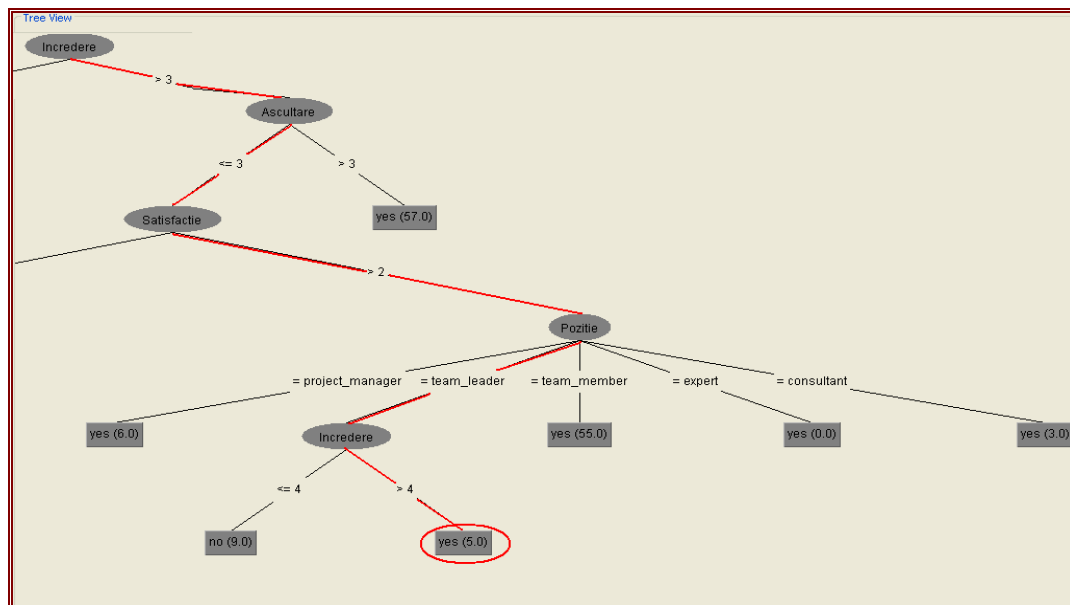 Tree View
Incredere
> 3
Ascultare
<= 3
> 3
Satisfactie
yes (57.0)
> 2
Pozitie
= project_manager
= team_leader
= team_member
= expert
= consultant
yes (6.0)
Incredere
yes (55.0)
yes (0.0)
yes (3.0)
<= 4
> 4
no (9.0)
yes (5.0)